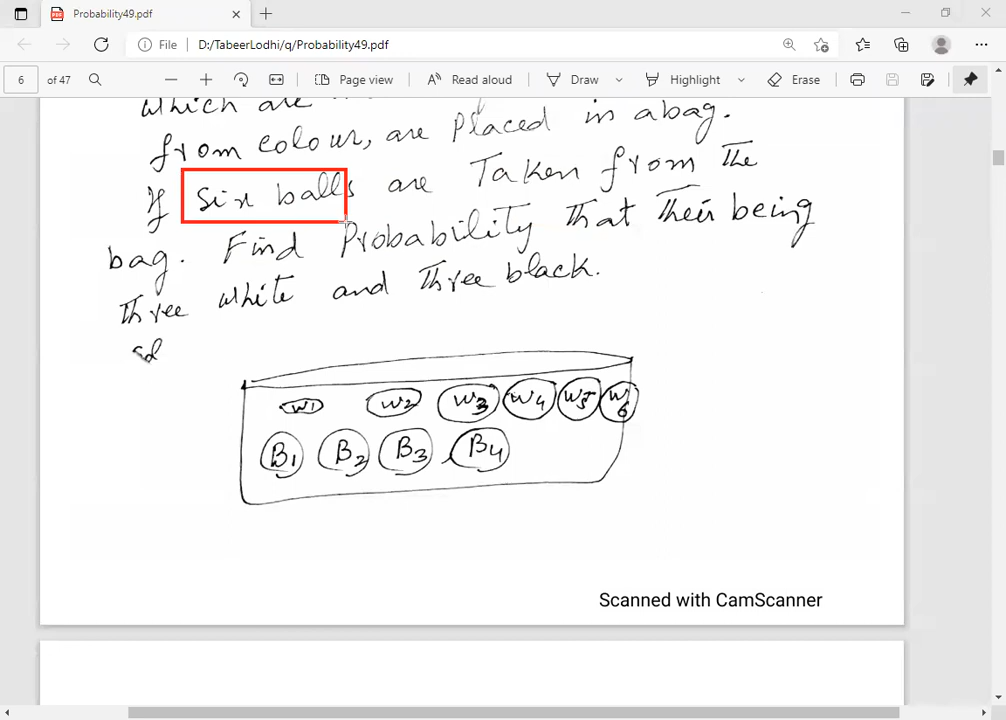 Probability49.pdf
File D:/TabeerLodhi/q/Probability49.pdf
6 of 47 Page view Read aloud Draw Highlight Erase
which are
from colour, are Placed in a bag.
If Six balls are Taken from the
bag. Find Probability that Their being
Three white and Three black.
Sol
W1 W2 W3 W4 W5 W6
B1 B2 B3 B4
Scanned with CamScanner